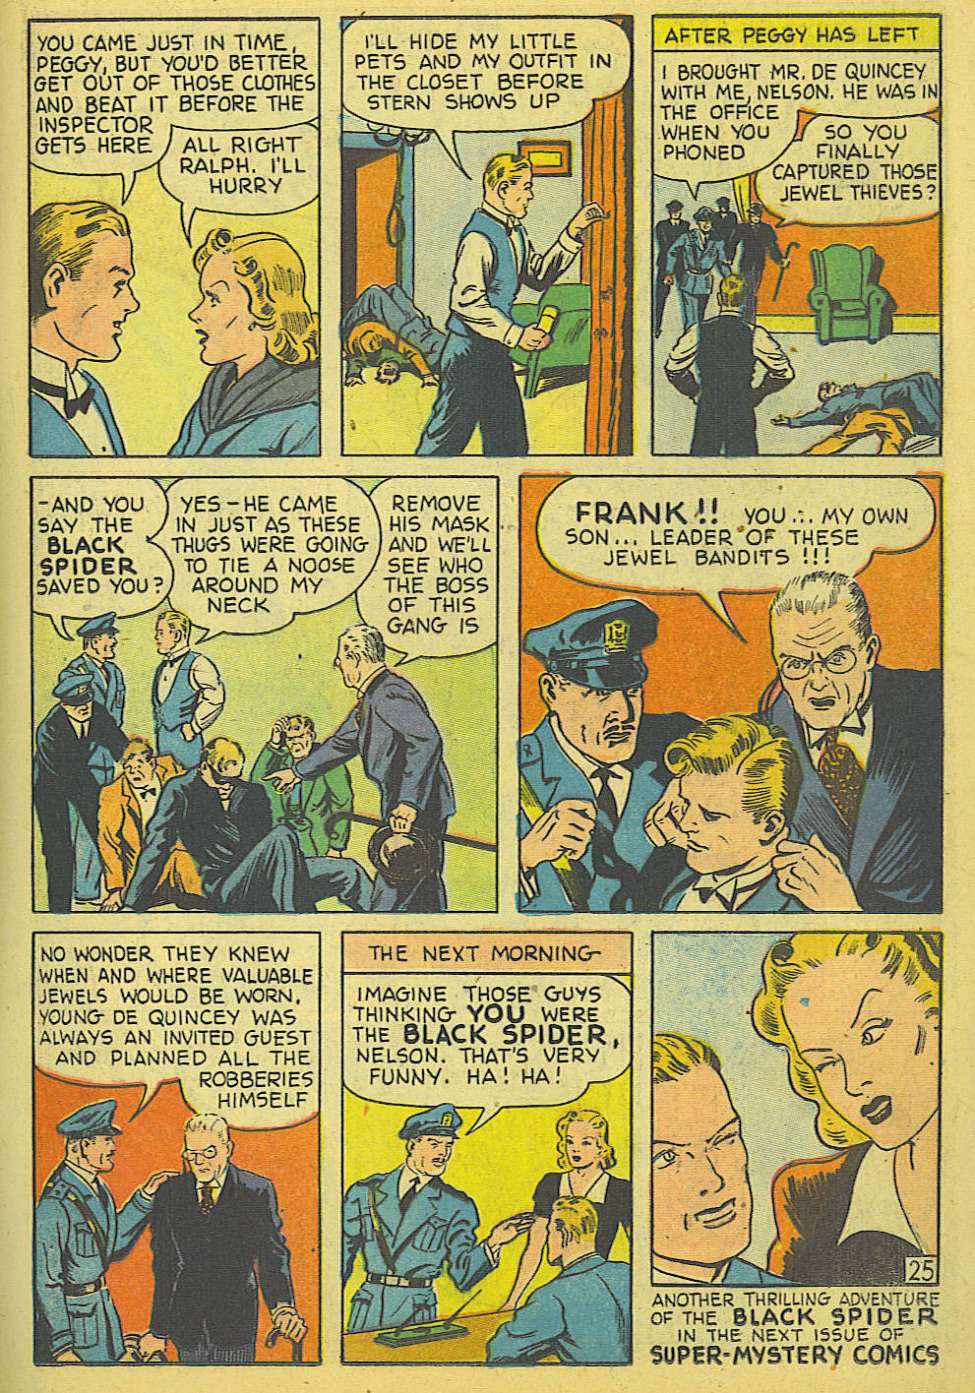 YOU CAME JUST IN TIME,
PEGGY, BUT YOU'D BETTER
GET OUT OF THOSE CLOTHES
AND BEAT IT BEFORE THE
INSPECTOR
GETS HERE
ALL RIGHT
RALPH. I'LL
HURRY
I'LL HIDE MY LITTLE
PETS AND MY OUTFIT IN
THE CLOSET BEFORE
STERN SHOWS UP
AFTER PEGGY HAS LEFT
I BROUGHT MR. DE QUINCEY
WITH ME, NELSON. HE WAS IN
THE OFFICE
WHEN YOU
PHONED
SO YOU
FINALLY
CAPTURED THOSE
JEWEL THIEVES?
-AND YOU
SAY THE
BLACK
SPIDER
SAVED YOU?
YES - HE CAME
IN JUST AS THESE
THUGS WERE GOING
TO TIE A NOOSE
AROUND MY
NECK
REMOVE
HIS MASK
AND WE'LL
SEE WHO
THE BOSS
OF THIS
GANG IS
FRANK!! YOU... MY OWN
SON... LEADER OF THESE
JEWEL BANDITS!!!
NO WONDER THEY KNEW
WHEN AND WHERE VALUABLE
JEWELS WOULD BE WORN.
YOUNG DE QUINCEY WAS
ALWAYS AN INVITED GUEST
AND PLANNED ALL THE
ROBBERIES
HIMSELF
THE NEXT MORNING-
IMAGINE THOSE GUYS
THINKING YOU WERE
THE BLACK SPIDER,
NELSON. THAT'S VERY
FUNNY. HA! HA!
25
ANOTHER THRILLING ADVENTURE
OF THE BLACK SPIDER
IN THE NEXT ISSUE OF
SUPER-MYSTERY COMICS